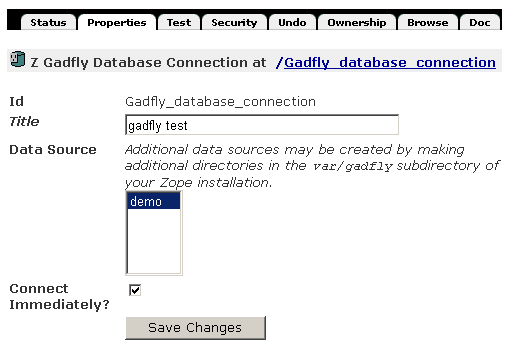 Status Properties Test Security Undo Ownership Browse Doc
Z Gadfly Database Connection at /Gadfly_database_connection
Id Gadfly_database_connection
Title gadfly test
Data Source Additional data sources may be created by making
additional directories in the var/gadfly subdirectory of
your Zope installation.
demo
Connect
Immediately?
Save Changes